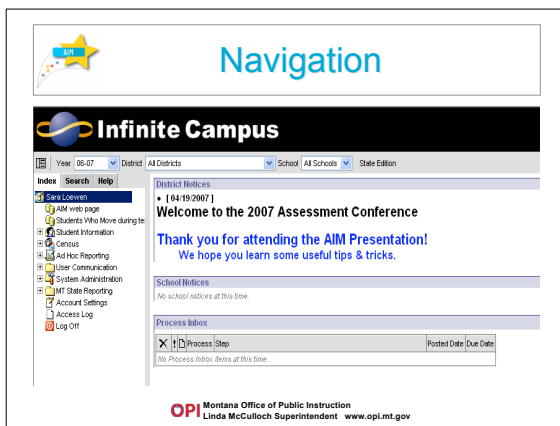 AIM
Navigation
Infinite Campus
Year 06-07 District All Districts School All Schools State Edition
Index Search Help
Sara Loewen
AIM web page
Students Who Move during te
Student Information
Census
Ad Hoc Reporting
User Communication
System Administration
MT State Reporting
Account Settings
Access Log
Log Off
District Notices
• [ 04/19/2007 ]
Welcome to the 2007 Assessment Conference
Thank you for attending the AIM Presentation!
We hope you learn some useful tips & tricks.
School Notices
No school notices at this time.
Process Inbox
X ! Process Step Posted Date Due Date
No Process Inbox items at this time.
OPI Montana Office of Public Instruction
Linda McCulloch Superintendent www.opi.mt.gov